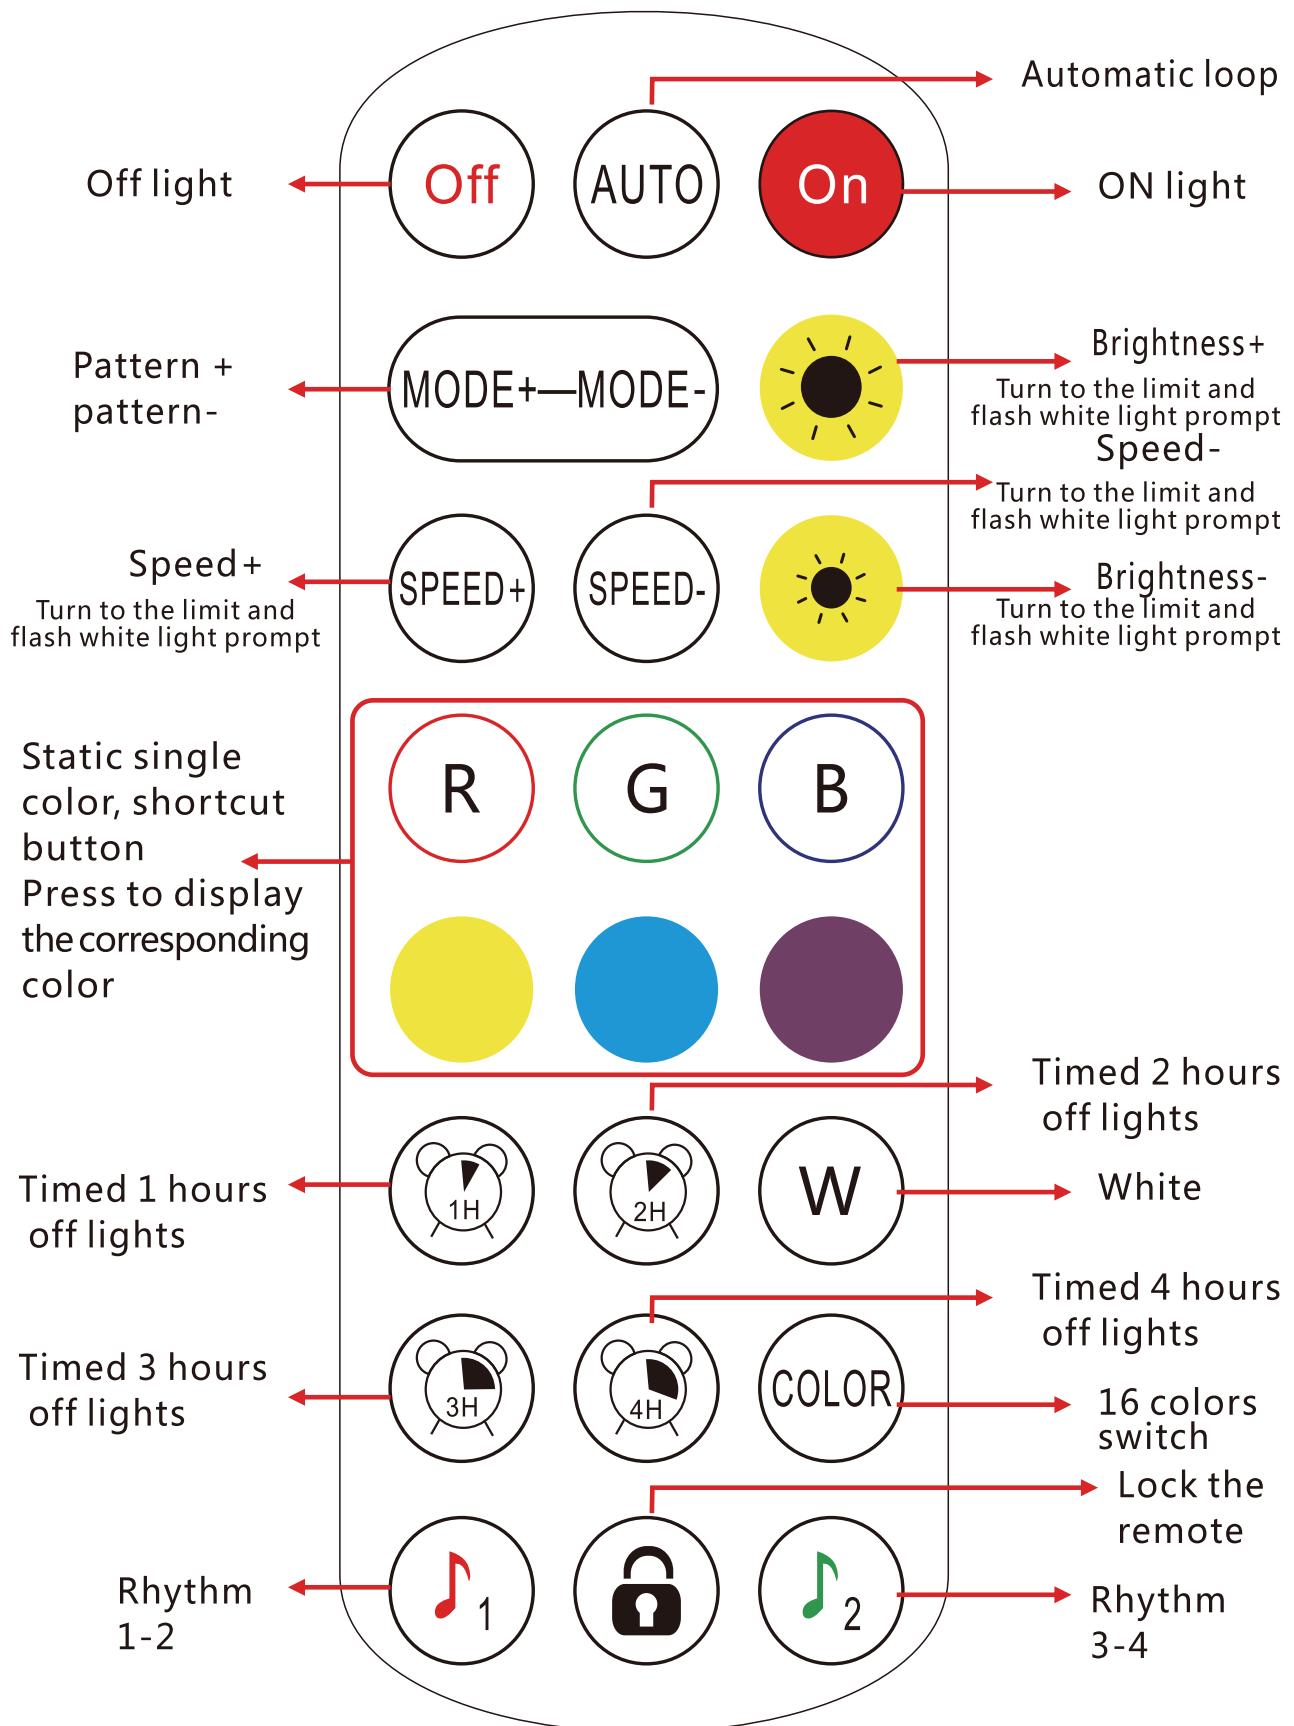 Automatic loop
Off light
Off
AUTO
On
ON light
Pattern +
pattern-
MODE+—MODE-
Brightness+
Turn to the limit and
flash white light prompt
Speed-
Turn to the limit and
flash white light prompt
Speed+
Turn to the limit and
flash white light prompt
SPEED+
SPEED-
Brightness-
Turn to the limit and
flash white light prompt
Static single
color, shortcut
button
Press to display
the corresponding
color
R
G
B
Timed 2 hours
off lights
Timed 1 hours
off lights
1H
2H
W
White
Timed 4 hours
off lights
Timed 3 hours
off lights
3H
4H
COLOR
16 colors
switch
Lock the
remote
Rhythm
1-2
1
2
Rhythm
3-4